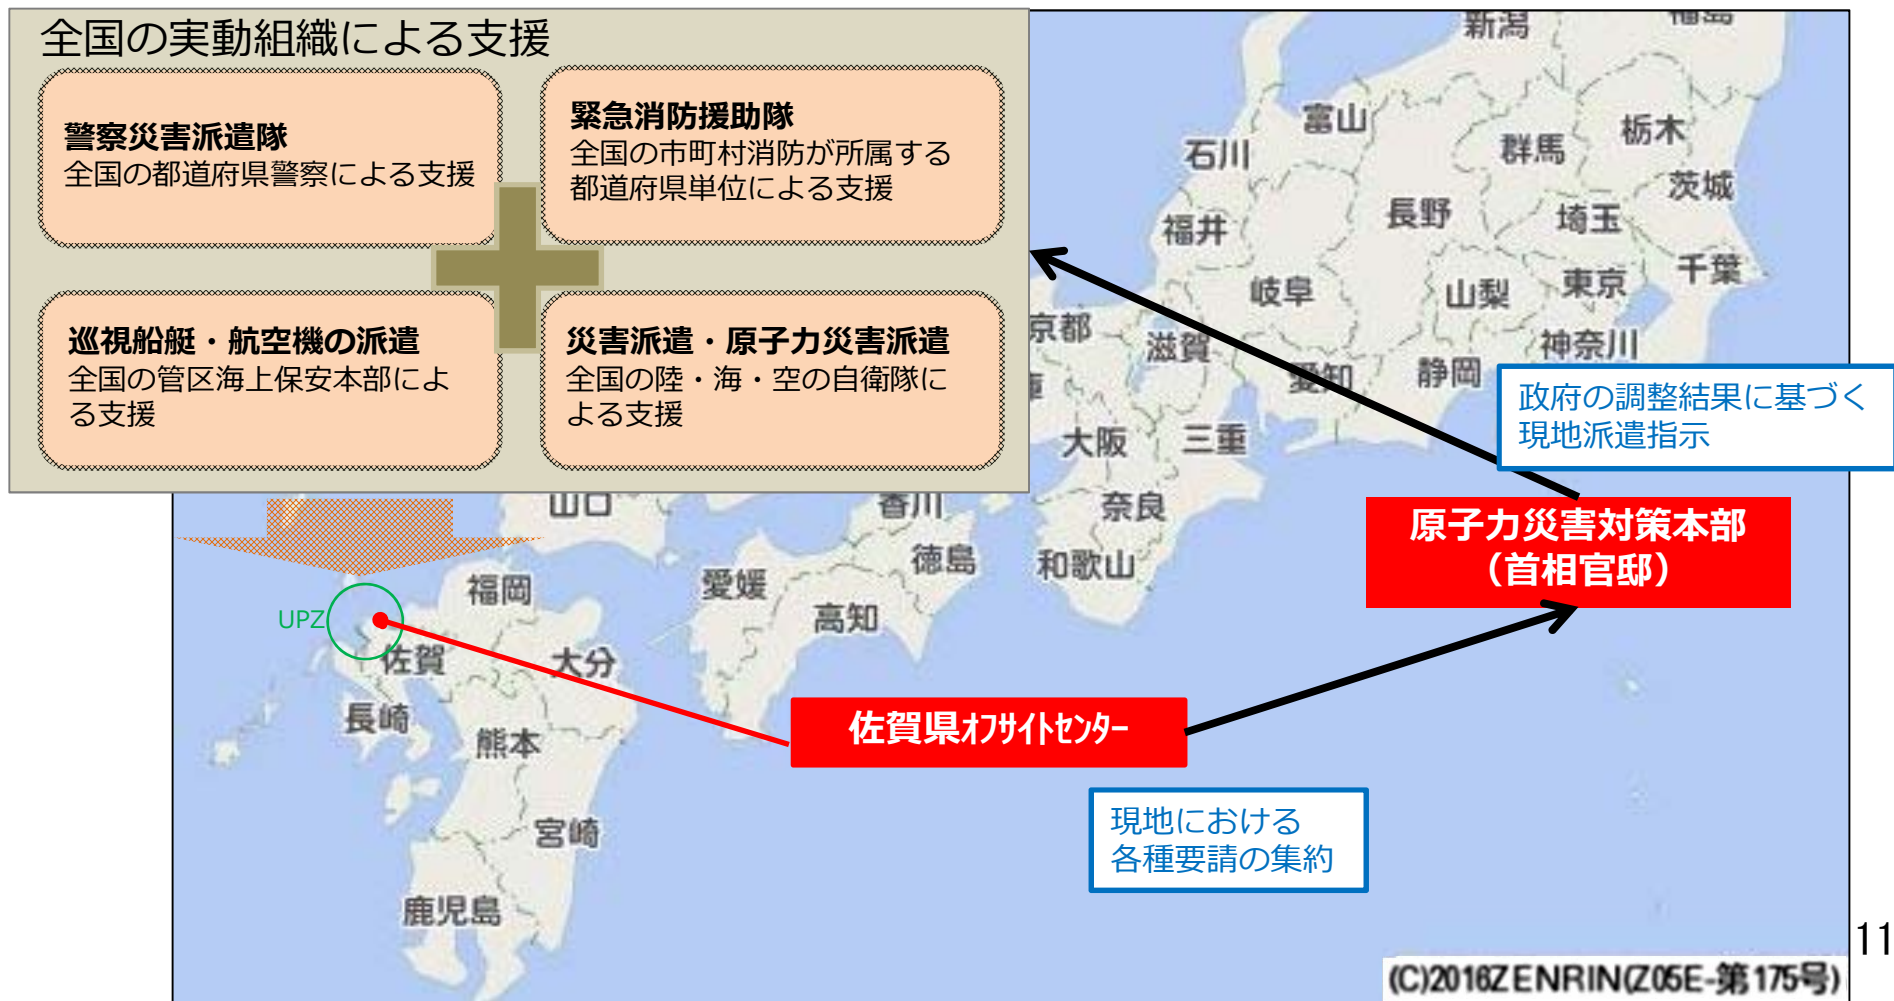 全国の実動組織による支援
警察災害派遣隊
全国の都道府県警察による支援
緊急消防援助隊
全国の市町村消防が所属する
都道府県単位による支援
巡視船艇・航空機の派遣
全国の管区海上保安本部によ
る支援
災害派遣・原子力災害派遣
全国の陸・海・空の自衛隊に
よる支援
新潟
福島
富山
石川
群馬
栃木
茨城
長野
埼玉
福井
千葉
東京
山梨
岐阜
京都
滋賀
神奈川
愛知
静岡
政府の調整結果に基づく
現地派遣指示
大阪
三重
奈良
山口
香川
原子力災害対策本部
（首相官邸）
徳島
和歌山
愛媛
福岡
高知
UPZ
佐賀
大分
長崎
佐賀県ｵﾌｻｲﾄｾﾝﾀｰ
熊本
現地における
各種要請の集約
宮崎
鹿児島
11
(C)2016ZENRIN(Z05E-第175号)